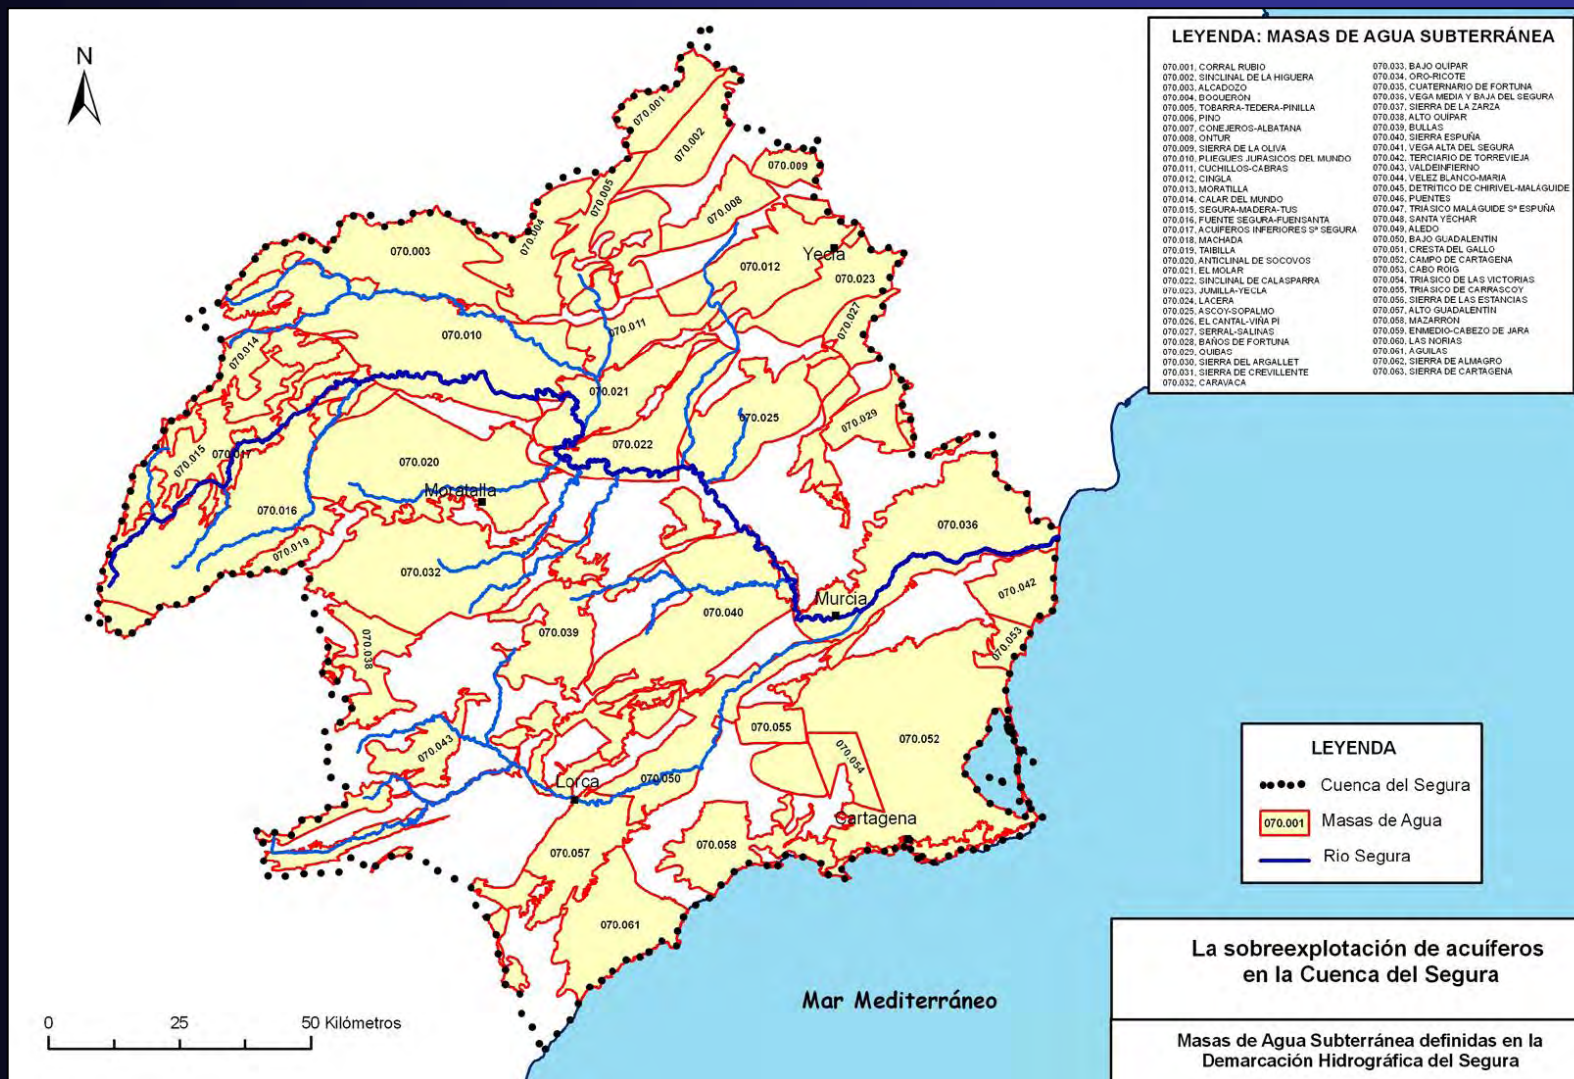 N
LEYENDA: MASAS DE AGUA SUBTERRÁNEA
070.001, CORRAL RUBIO
070.002, SINCLINAL DE LA HIGUERA
070.003, ALCADOZO
070.004, BOQUERON
070.005, TOBARRA-TEDERA-PINILLA
070.006, PINO
070.007, CONEJEROS-ALBATANA
070.008, ONTUR
070.009, SIERRA DE LA OLIVA
070.010, PLIEGUES JURASICOS DEL MUNDO
070.011, CUCHILLOS-CABRAS
070.012, CINGLA
070.013, MORATILLA
070.014, CALAR DEL MUNDO
070.015, SEGURA-MADERA-TUS
070.016, FUENTE SEGURA-FUENSANTA
070.017, ACUÍFEROS INFERIORES Sª SEGURA
070.018, MACHADA
070.019, TAIBILLA
070.020, ANTICLINAL DE SOCOVOS
070.021, EL MOLAR
070.022, SINCLINAL DE CALASPARRA
070.023, JUMILLA-YECLA
070.024, LACERA
070.025, ASCOY-SOPALMO
070.026, EL CANTAL-VIÑA PI
070.027, SERRAL-SALINAS
070.028, BAÑOS DE FORTUNA
070.029, QUIBAS
070.030, SIERRA DEL ARGALLET
070.031, SIERRA DE CREVILLENTE
070.032, CARAVACA
070.033, BAJO QUÍPAR
070.034, ORO-RICOTE
070.035, CUATERNARIO DE FORTUNA
070.036, VEGA MEDIA Y BAJA DEL SEGURA
070.037, SIERRA DE LA ZARZA
070.038, ALTO QUÍPAR
070.039, BULLAS
070.040, SIERRA ESPUÑA
070.041, VEGA ALTA DEL SEGURA
070.042, TERCIARIO DE TORREVIEJA
070.043, VALDEINFIERNO
070.044, VELEZ BLANCO-MARIA
070.045, DETRITICO DE CHIRIVEL-MALÁGUIDE
070.046, PUENTES
070.047, TRIASICO MALÁGUIDE Sª ESPUÑA
070.048, SANTA YÉCHAR
070.049, ALEDO
070.050, BAJO GUADALENTÍN
070.051, CRESTA DEL GALLO
070.052, CAMPO DE CARTAGENA
070.053, CABO ROIG
070.054, TRIÁSICO DE LAS VICTORIAS
070.055, TRIASICO DE CARRASCOY
070.056, SIERRA DE LAS ESTANCIAS
070.057, ALTO GUADALENTÍN
070.058, MAZARRÓN
070.059, ENMEDIO-CABEZO DE JARA
070.060, LAS NORIAS
070.061, ÁGUILAS
070.062, SIERRA DE ALMAGRO
070.063, SIERRA DE CARTAGENA
070.001
070.002
070.009
070.005
070.004
070.008
070.003
070.012
Yecla
070.023
070.027
070.011
070.010
070.014
070.021
070.025
070.029
070.022
070.015
070.017
070.020
Moratalla
070.016
070.019
070.032
070.036
070.042
070.053
Murcia
070.040
070.039
070.038
070.055
070.054
070.052
070.043
070.050
Lorca
Cartagena
070.057
070.058
070.061
LEYENDA
Cuenca del Segura
070.001 Masas de Agua
Rio Segura
Mar Mediterráneo
0 25 50 Kilómetros
La sobreexplotación de acuíferos
en la Cuenca del Segura
Masas de Agua Subterránea definidas en la
Demarcación Hidrográfica del Segura